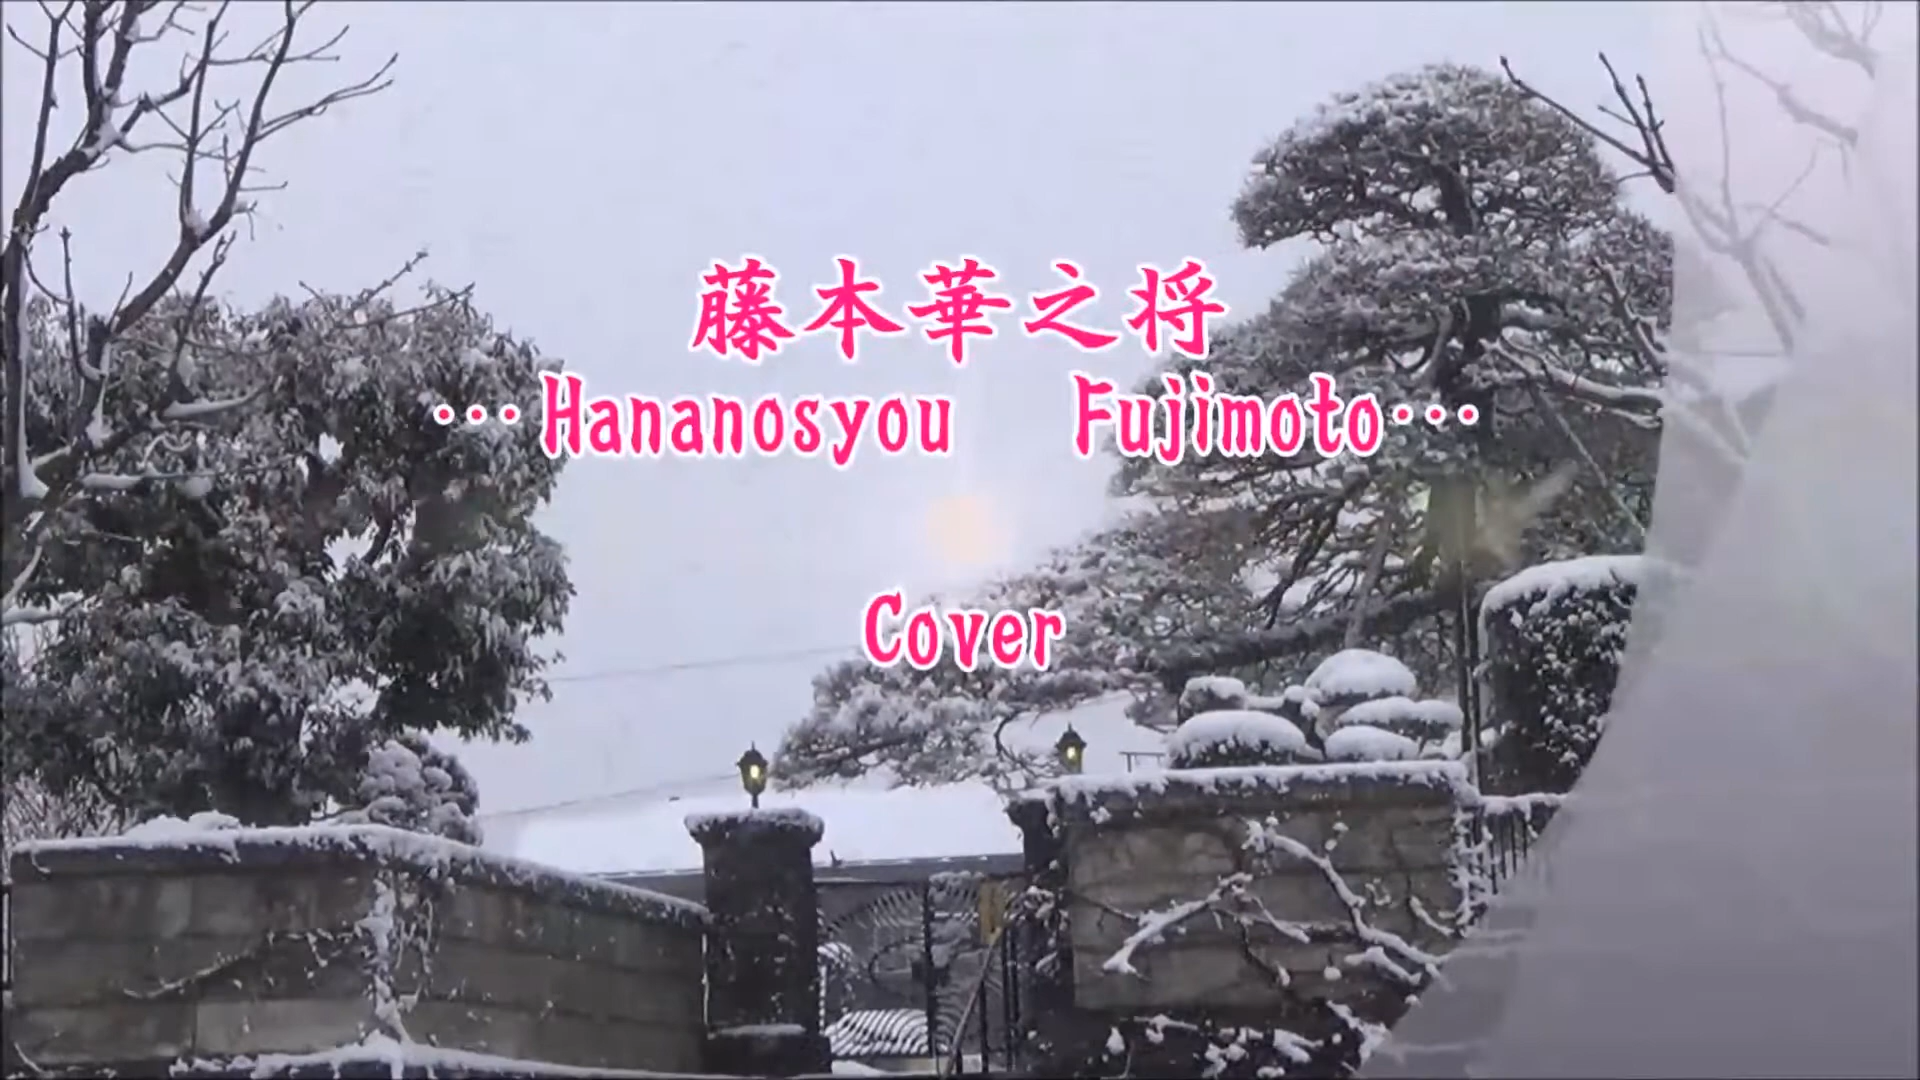 藤本華之将
…Hananosyou Fujimoto…
Cover